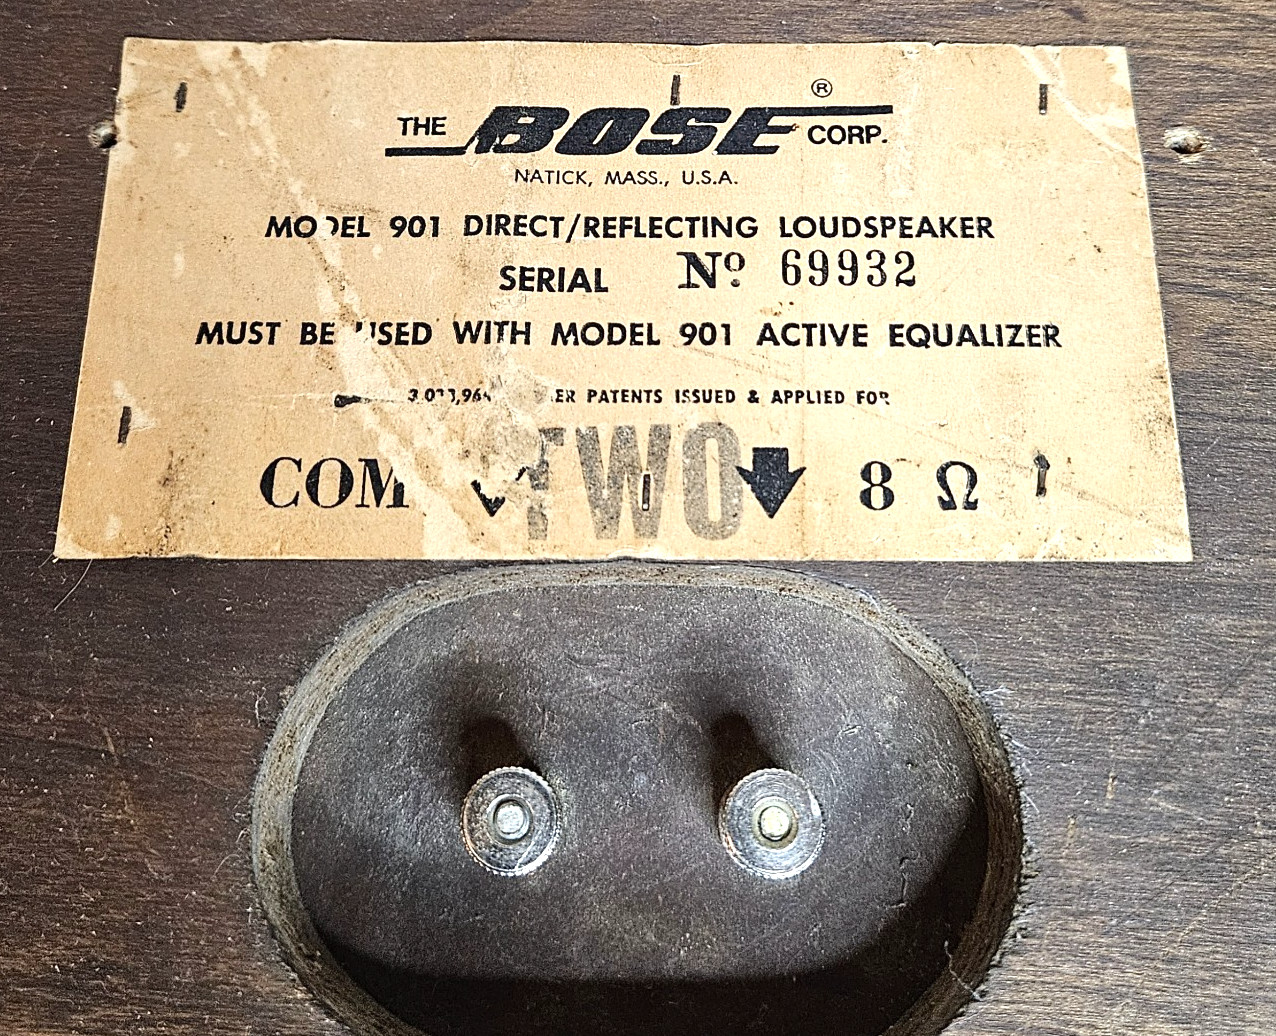 THE BOSE ® CORP.
NATICK, MASS., U.S.A.
MODEL 901 DIRECT/REFLECTING LOUDSPEAKER
SERIAL Nº 69932
MUST BE USED WITH MODEL 901 ACTIVE EQUALIZER
PATENTS ISSUED & APPLIED FOR
COM TWO 8 Ω